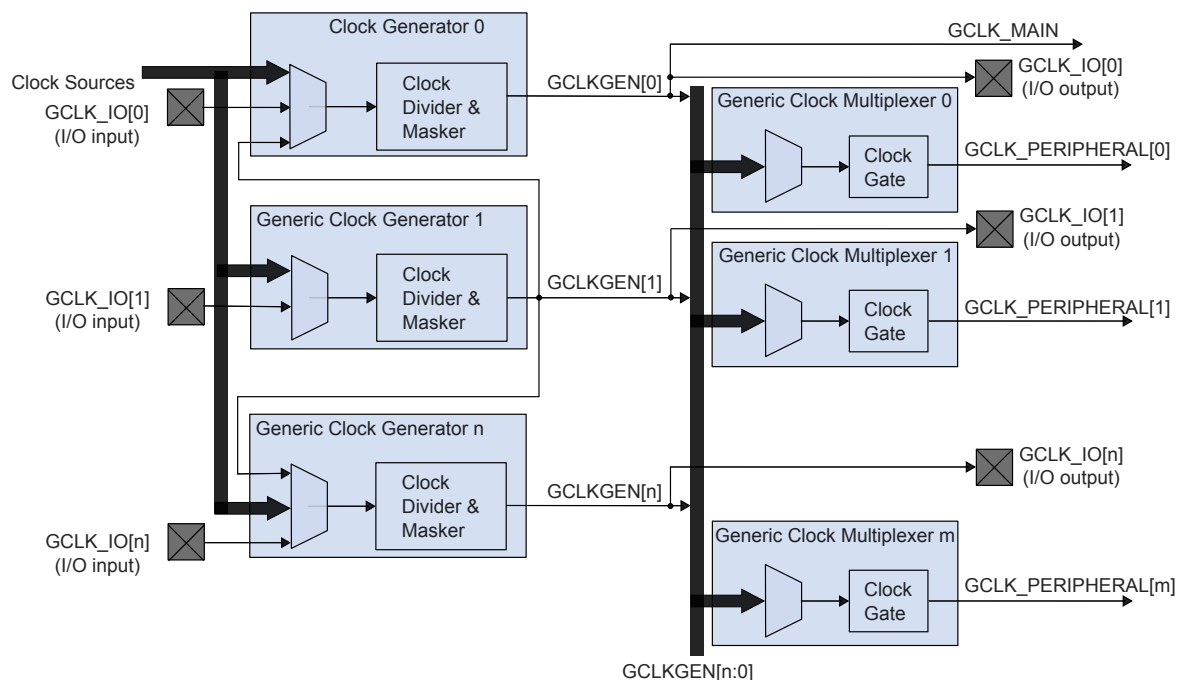 Clock Generator 0
GCLK_MAIN
Clock Sources
GCLK_IO[0]
(I/O input)
Clock
Divider &
Masker
GCLKGEN[0]
GCLK_IO[0]
(I/O output)
Generic Clock Multiplexer 0
Clock
Gate
GCLK_PERIPHERAL[0]
Generic Clock Generator 1
GCLK_IO[1]
(I/O input)
Clock
Divider &
Masker
GCLKGEN[1]
GCLK_IO[1]
(I/O output)
Generic Clock Multiplexer 1
Clock
Gate
GCLK_PERIPHERAL[1]
Generic Clock Generator n
GCLK_IO[n]
(I/O input)
Clock
Divider &
Masker
GCLKGEN[n]
GCLK_IO[n]
(I/O output)
Generic Clock Multiplexer m
Clock
Gate
GCLK_PERIPHERAL[m]
GCLKGEN[n:0]